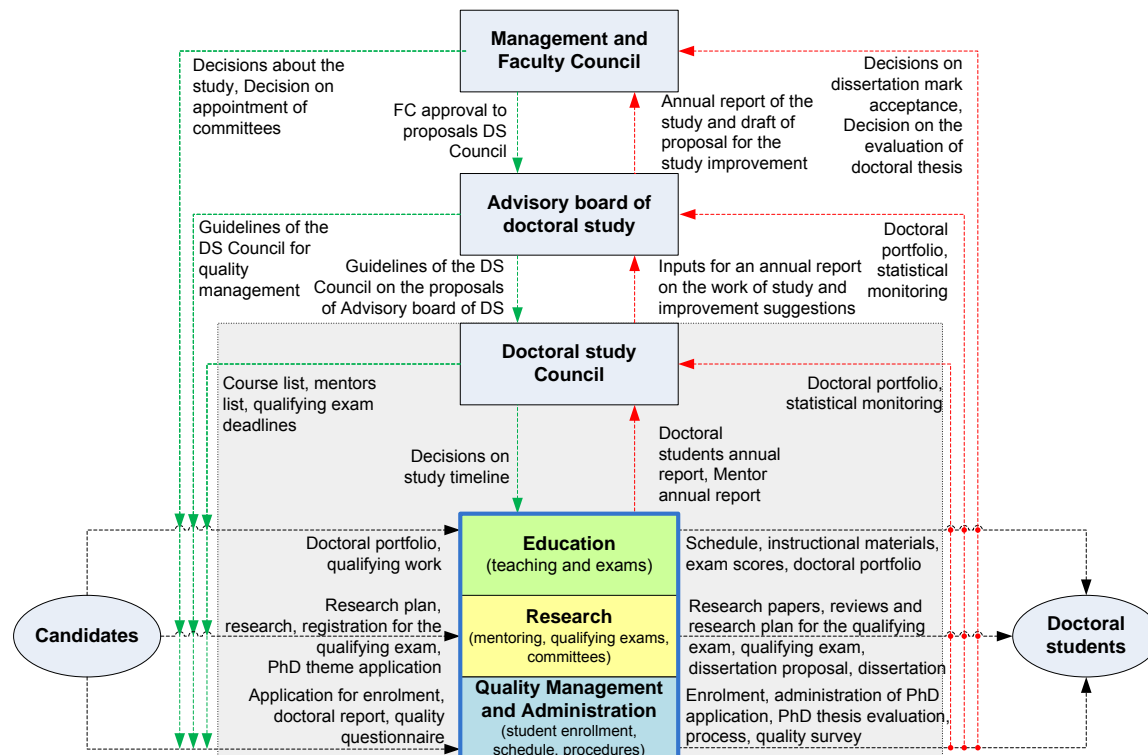 Management and
Faculty Council
Decisions about the
study, Decision on
appointment of
committees
FC approval to
proposals DS
Council
Annual report of the
study and draft of
proposal for the
study improvement
Decisions on
dissertation mark
acceptance,
Decision on the
evaluation of
doctoral thesis
Advisory board of
doctoral study
Guidelines of the
DS Council for
quality
management
Guidelines of the DS
Council on the proposals
of Advisory board of DS
Inputs for an annual report
on the work of study and
improvement suggestions
Doctoral
portfolio,
statistical
monitoring
Doctoral study
Council
Course list, mentors
list, qualifying exam
deadlines
Decisions on
study timeline
Doctoral
students annual
report, Mentor
annual report
Doctoral portfolio,
statistical monitoring
Candidates
Doctoral portfolio,
qualifying work
Education
(teaching and exams)
Schedule, instructional materials,
exam scores, doctoral portfolio
Research plan,
research, registration for the
qualifying exam,
PhD theme application
Research
(mentoring, qualifying exams,
committees)
Research papers, reviews and
research plan for the qualifying
exam, qualifying exam,
dissertation proposal, dissertation
Application for enrolment,
doctoral report, quality
questionnaire
Quality Management
and Administration
(student enrollment,
schedule, procedures)
Enrolment, administration of PhD
application, PhD thesis evaluation,
process, quality survey
Doctoral
students